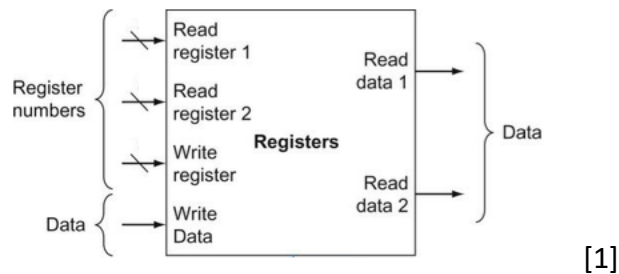 Register
numbers
Read
register 1
Read
register 2
Write
register
Data
Write
Data
Registers
Read
data 1
Read
data 2
Data
[1]